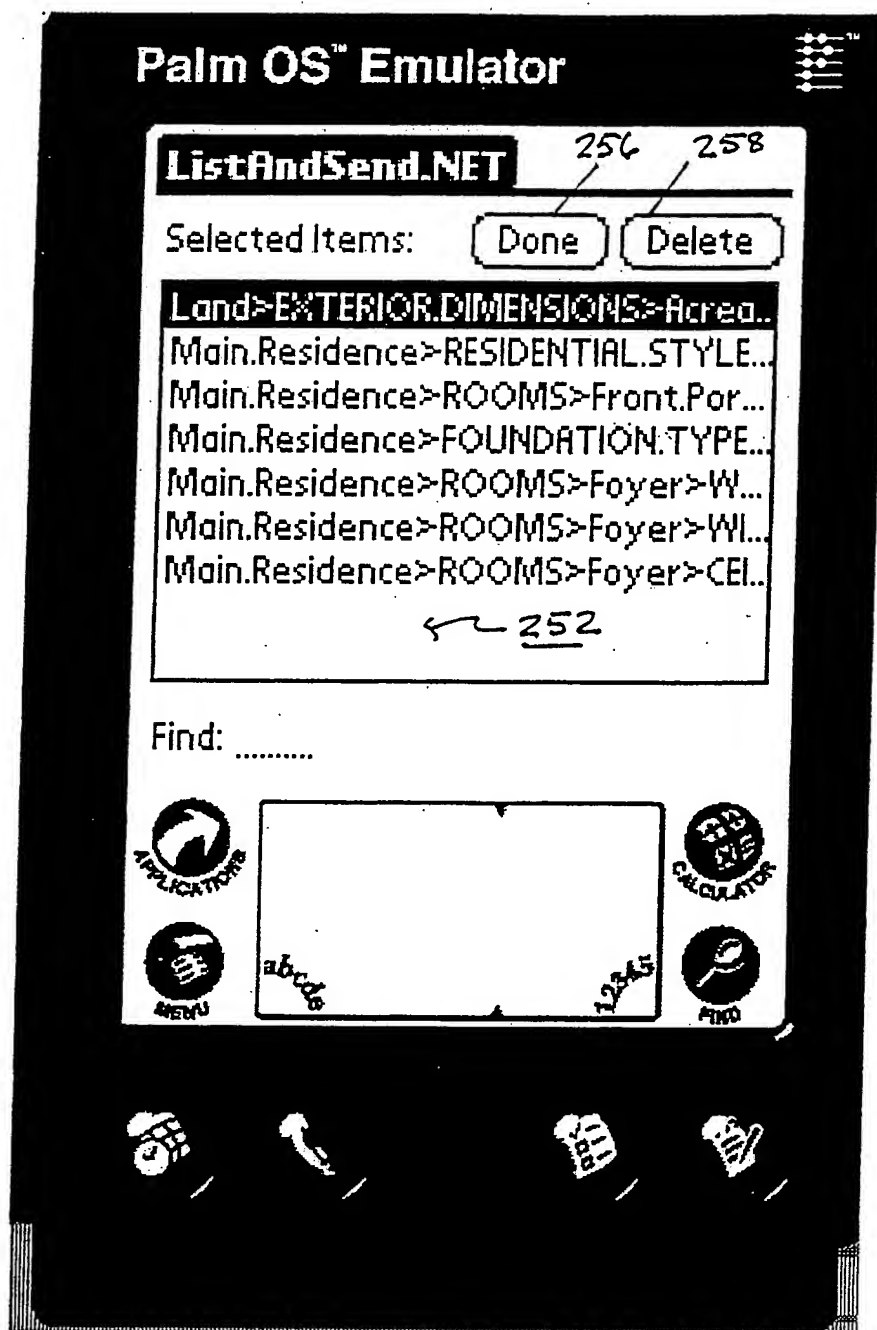 Palm OS™ Emulator ™
256 258
ListAndSend.NET
Selected Items: Done Delete
Land>EXTERIOR.DIMENSIONS>Acrea..
Main.Residence>RESIDENTIAL.STYLE...
Main.Residence>ROOMS>Front.Por...
Main.Residence>FOUNDATION.TYPE...
Main.Residence>ROOMS>Foyer>W...
Main.Residence>ROOMS>Foyer>WI...
Main.Residence>ROOMS>Foyer>CEI..
252
Find: ..........
APPLICATIONS CALCULATOR
abcde 12345
MENU FIND